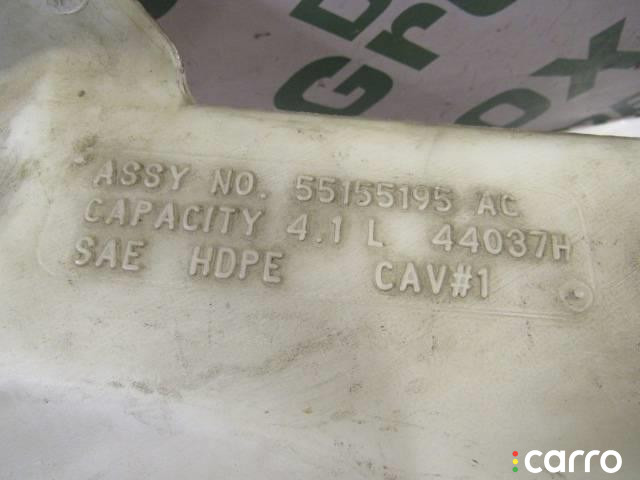 ASSY NO. 55155195 AC
CAPACITY 4.1 L 44037H
SAE HDPE CAV#1
carro